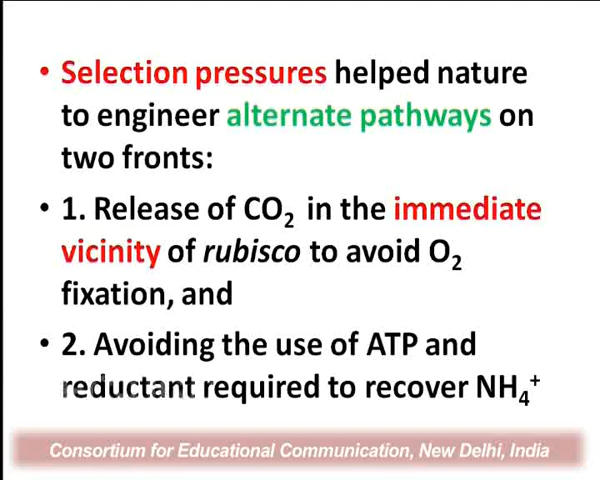 • Selection pressures helped nature
to engineer alternate pathways on
two fronts:
• 1. Release of CO₂ in the immediate
vicinity of rubisco to avoid O₂
fixation, and
• 2. Avoiding the use of ATP and
reductant required to recover NH₄⁺
Consortium for Educational Communication, New Delhi, India